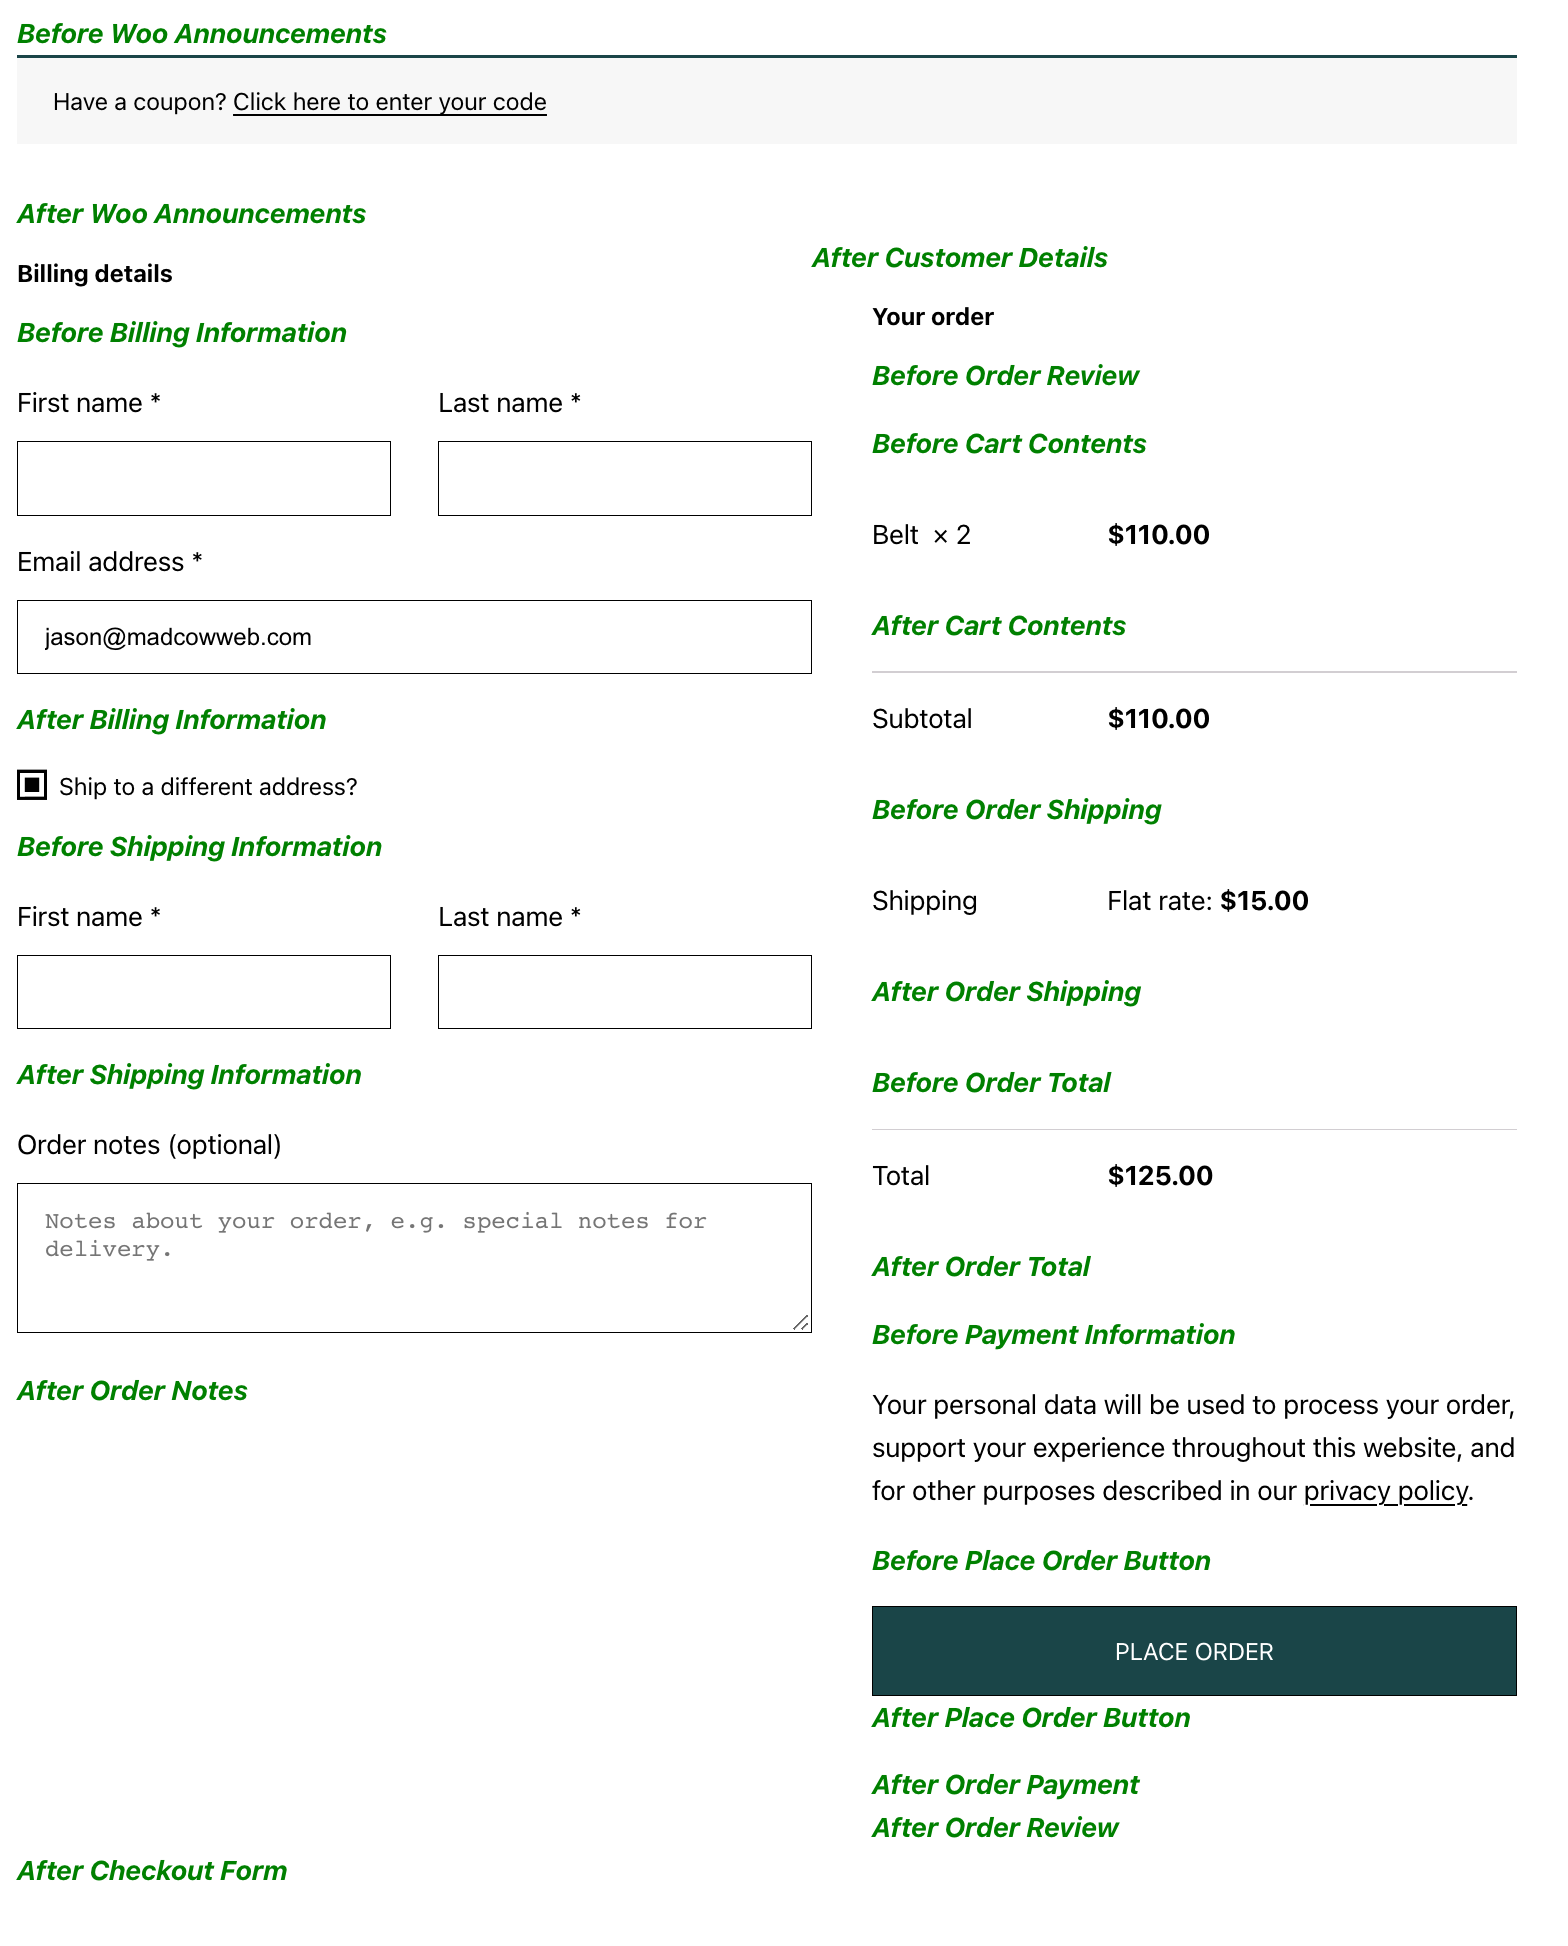 Before Woo Announcements
Have a coupon? Click here to enter your code
After Woo Announcements
Billing details
Before Billing Information
First name *
Last name *
Email address *
jason@madcowweb.com
After Billing Information
Ship to a different address?
Before Shipping Information
First name *
Last name *
After Shipping Information
Order notes (optional)
Notes about your order, e.g. special notes for
delivery.
After Order Notes
After Customer Details
Your order
Before Order Review
Before Cart Contents
Belt × 2 $110.00
After Cart Contents
Subtotal $110.00
Before Order Shipping
Shipping Flat rate: $15.00
After Order Shipping
Before Order Total
Total $125.00
After Order Total
Before Payment Information
Your personal data will be used to process your order,
support your experience throughout this website, and
for other purposes described in our privacy policy.
Before Place Order Button
PLACE ORDER
After Place Order Button
After Order Payment
After Order Review
After Checkout Form